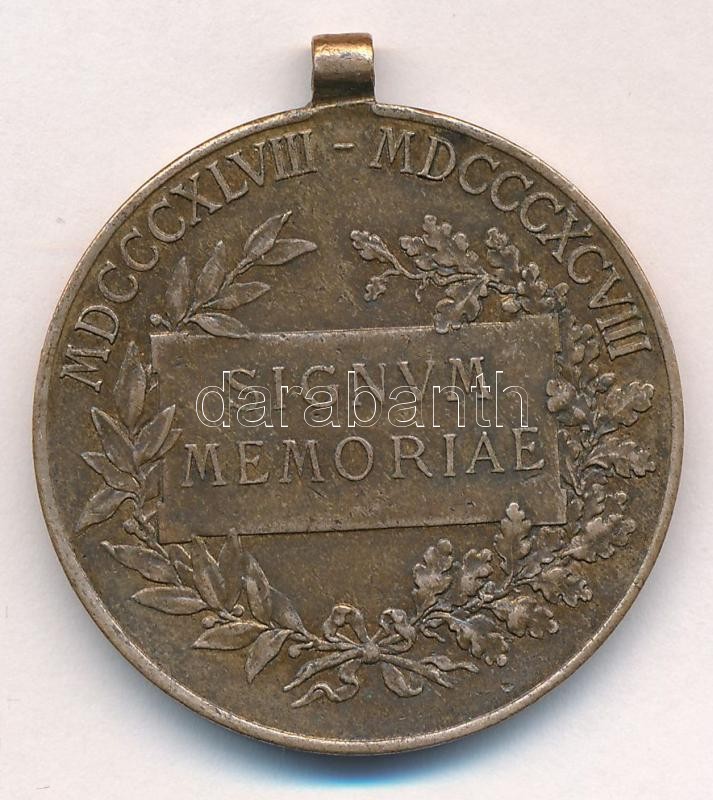 MDCCCXLVIII - MDCCCXCVIII
SIGNVM
MEMORIAE
darabanth